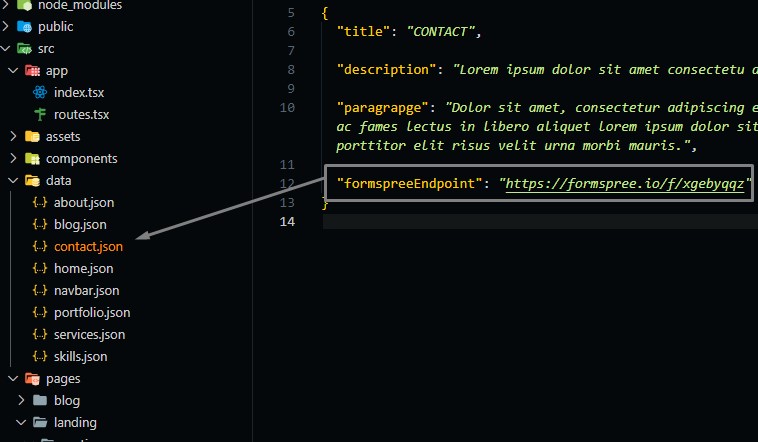 node_modules
public
src
app
index.tsx
routes.tsx
assets
components
data
about.json
blog.json
contact.json
home.json
navbar.json
portfolio.json
services.json
skills.json
pages
blog
landing
5 {
6 "title": "CONTACT",
7
8 "description": "Lorem ipsum dolor sit amet consectetu
9
10 "paragrapge": "Dolor sit amet, consectetur adipiscing
ac fames lectus in libero aliquet lorem ipsum dolor sit
porttitor elit risus velit urna morbi mauris.",
11
12 "formspreeEndpoint": "https://formspree.io/f/xgebyqqz"
13 }
14